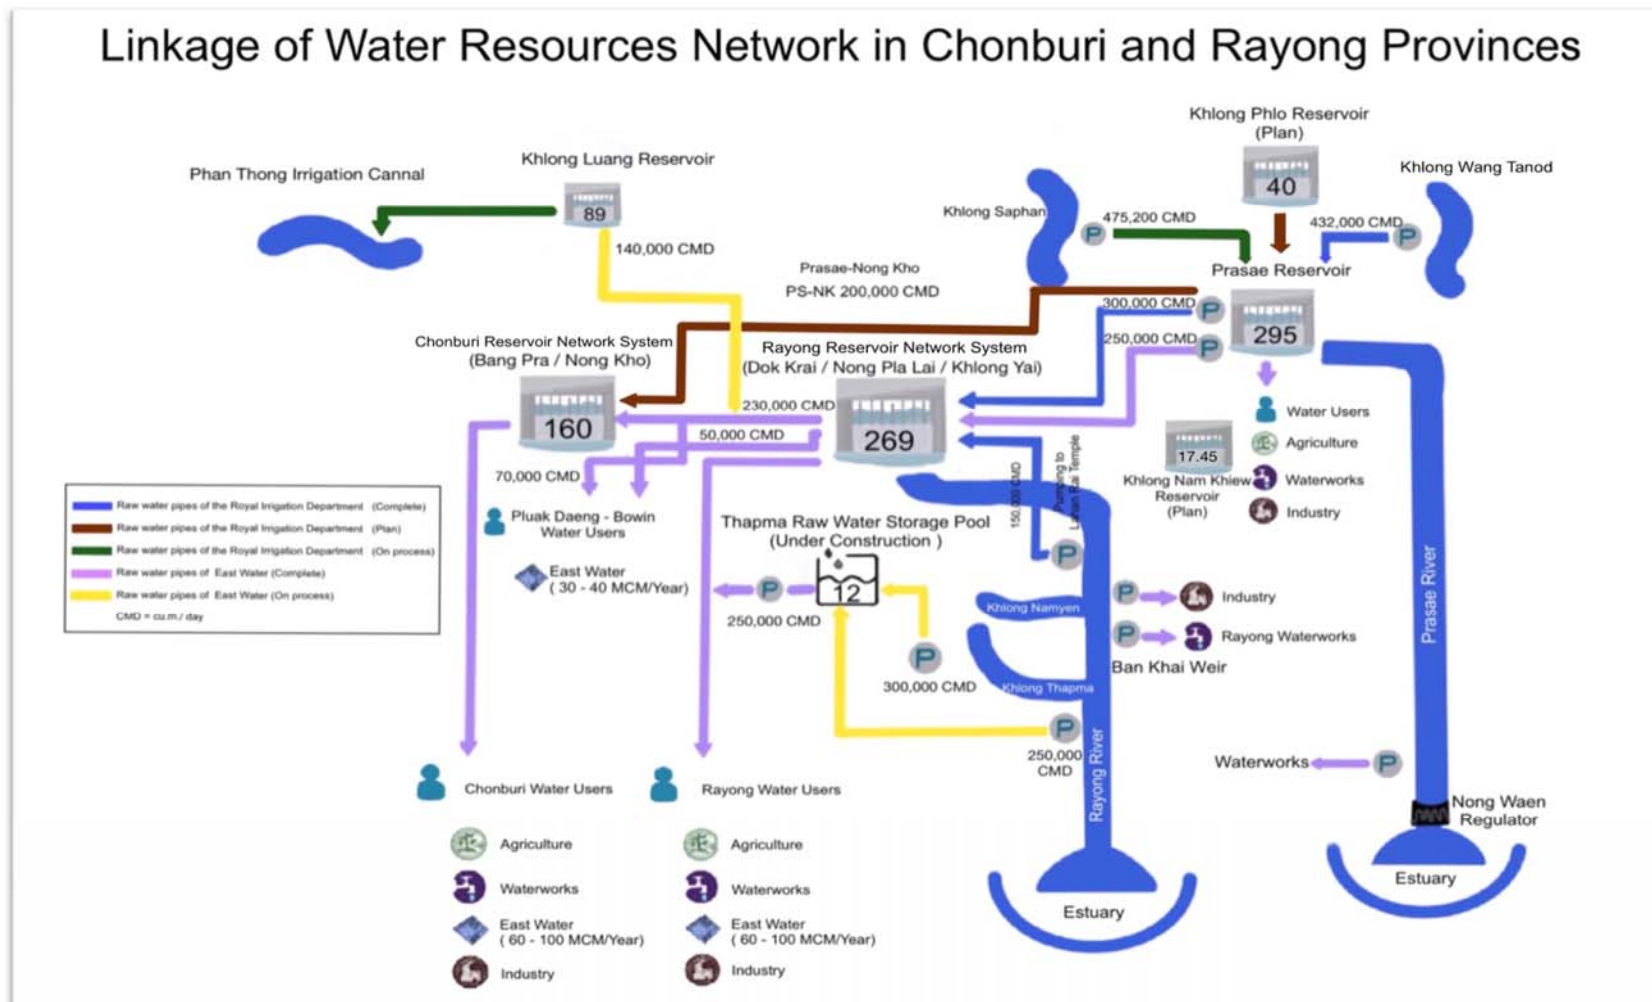 Linkage of Water Resources Network in Chonburi and Rayong Provinces
Khlong Phlo Reservoir
(Plan)
40
Khlong Luang Reservoir
89
Phan Thong Irrigation Cannal
Khlong Wang Tanod
Khlong Saphan
475,200 CMD
P
432,000 CMD
P
140,000 CMD
Prasae-Nong Kho
PS-NK 200,000 CMD
Prasae Reservoir
295
300,000 CMD
P
250,000 CMD
P
Chonburi Reservoir Network System
(Bang Pra / Nong Kho)
160
Rayong Reservoir Network System
(Dok Krai / Nong Pla Lai / Khlong Yai)
269
230,000 CMD
50,000 CMD
70,000 CMD
Water Users
Agriculture
Waterworks
Industry
17.45
Khlong Nam Khiew
Reservoir
(Plan)
150,000 CMD
Pumping to
Rai Temple
P
Raw water pipes of the Royal Irrigation Department (Complete)
Raw water pipes of the Royal Irrigation Department (Plan)
Raw water pipes of the Royal Irrigation Department (On process)
Raw water pipes of East Water (Complete)
Raw water pipes of East Water (On process)
CMD = cu.m./ day
Pluak Daeng - Bowin
Water Users
East Water
( 30 - 40 MCM/Year)
Thapma Raw Water Storage Pool
(Under Construction )
12
P
250,000 CMD
P
300,000 CMD
Khlong Namyen
Khlong Thapma
P
Industry
P
Rayong Waterworks
Ban Khai Weir
P
250,000
CMD
Rayong River
Prasae River
Waterworks
P
Nong Waen
Regulator
Estuary
Estuary
Chonburi Water Users
Agriculture
Waterworks
East Water
( 60 - 100 MCM/Year)
Industry
Rayong Water Users
Agriculture
Waterworks
East Water
( 60 - 100 MCM/Year)
Industry